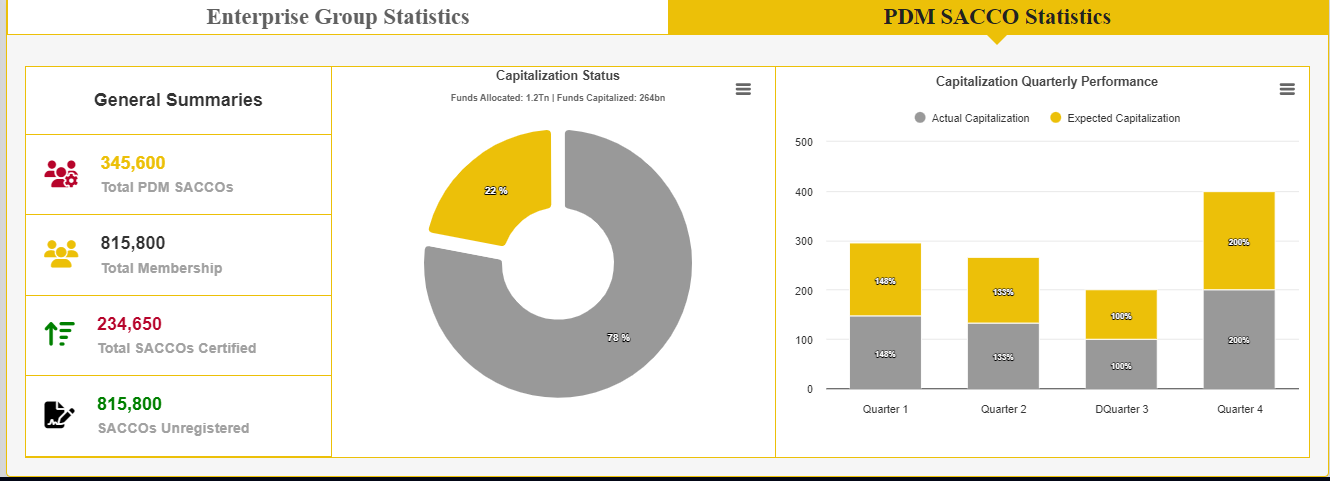 Enterprise Group Statistics
PDM SACCO Statistics
General Summaries
345,600
Total PDM SACCOs
815,800
Total Membership
234,650
Total SACCOs Certified
815,800
SACCOs Unregistered
Capitalization Status
Funds Allocated: 1.2Tn | Funds Capitalized: 264bn
22 %
78 %
Capitalization Quarterly Performance
Actual Capitalization
Expected Capitalization
500
400
300
200
100
0
148%
133%
100%
200%
148%
133%
100%
200%
Quarter 1
Quarter 2
DQuarter 3
Quarter 4